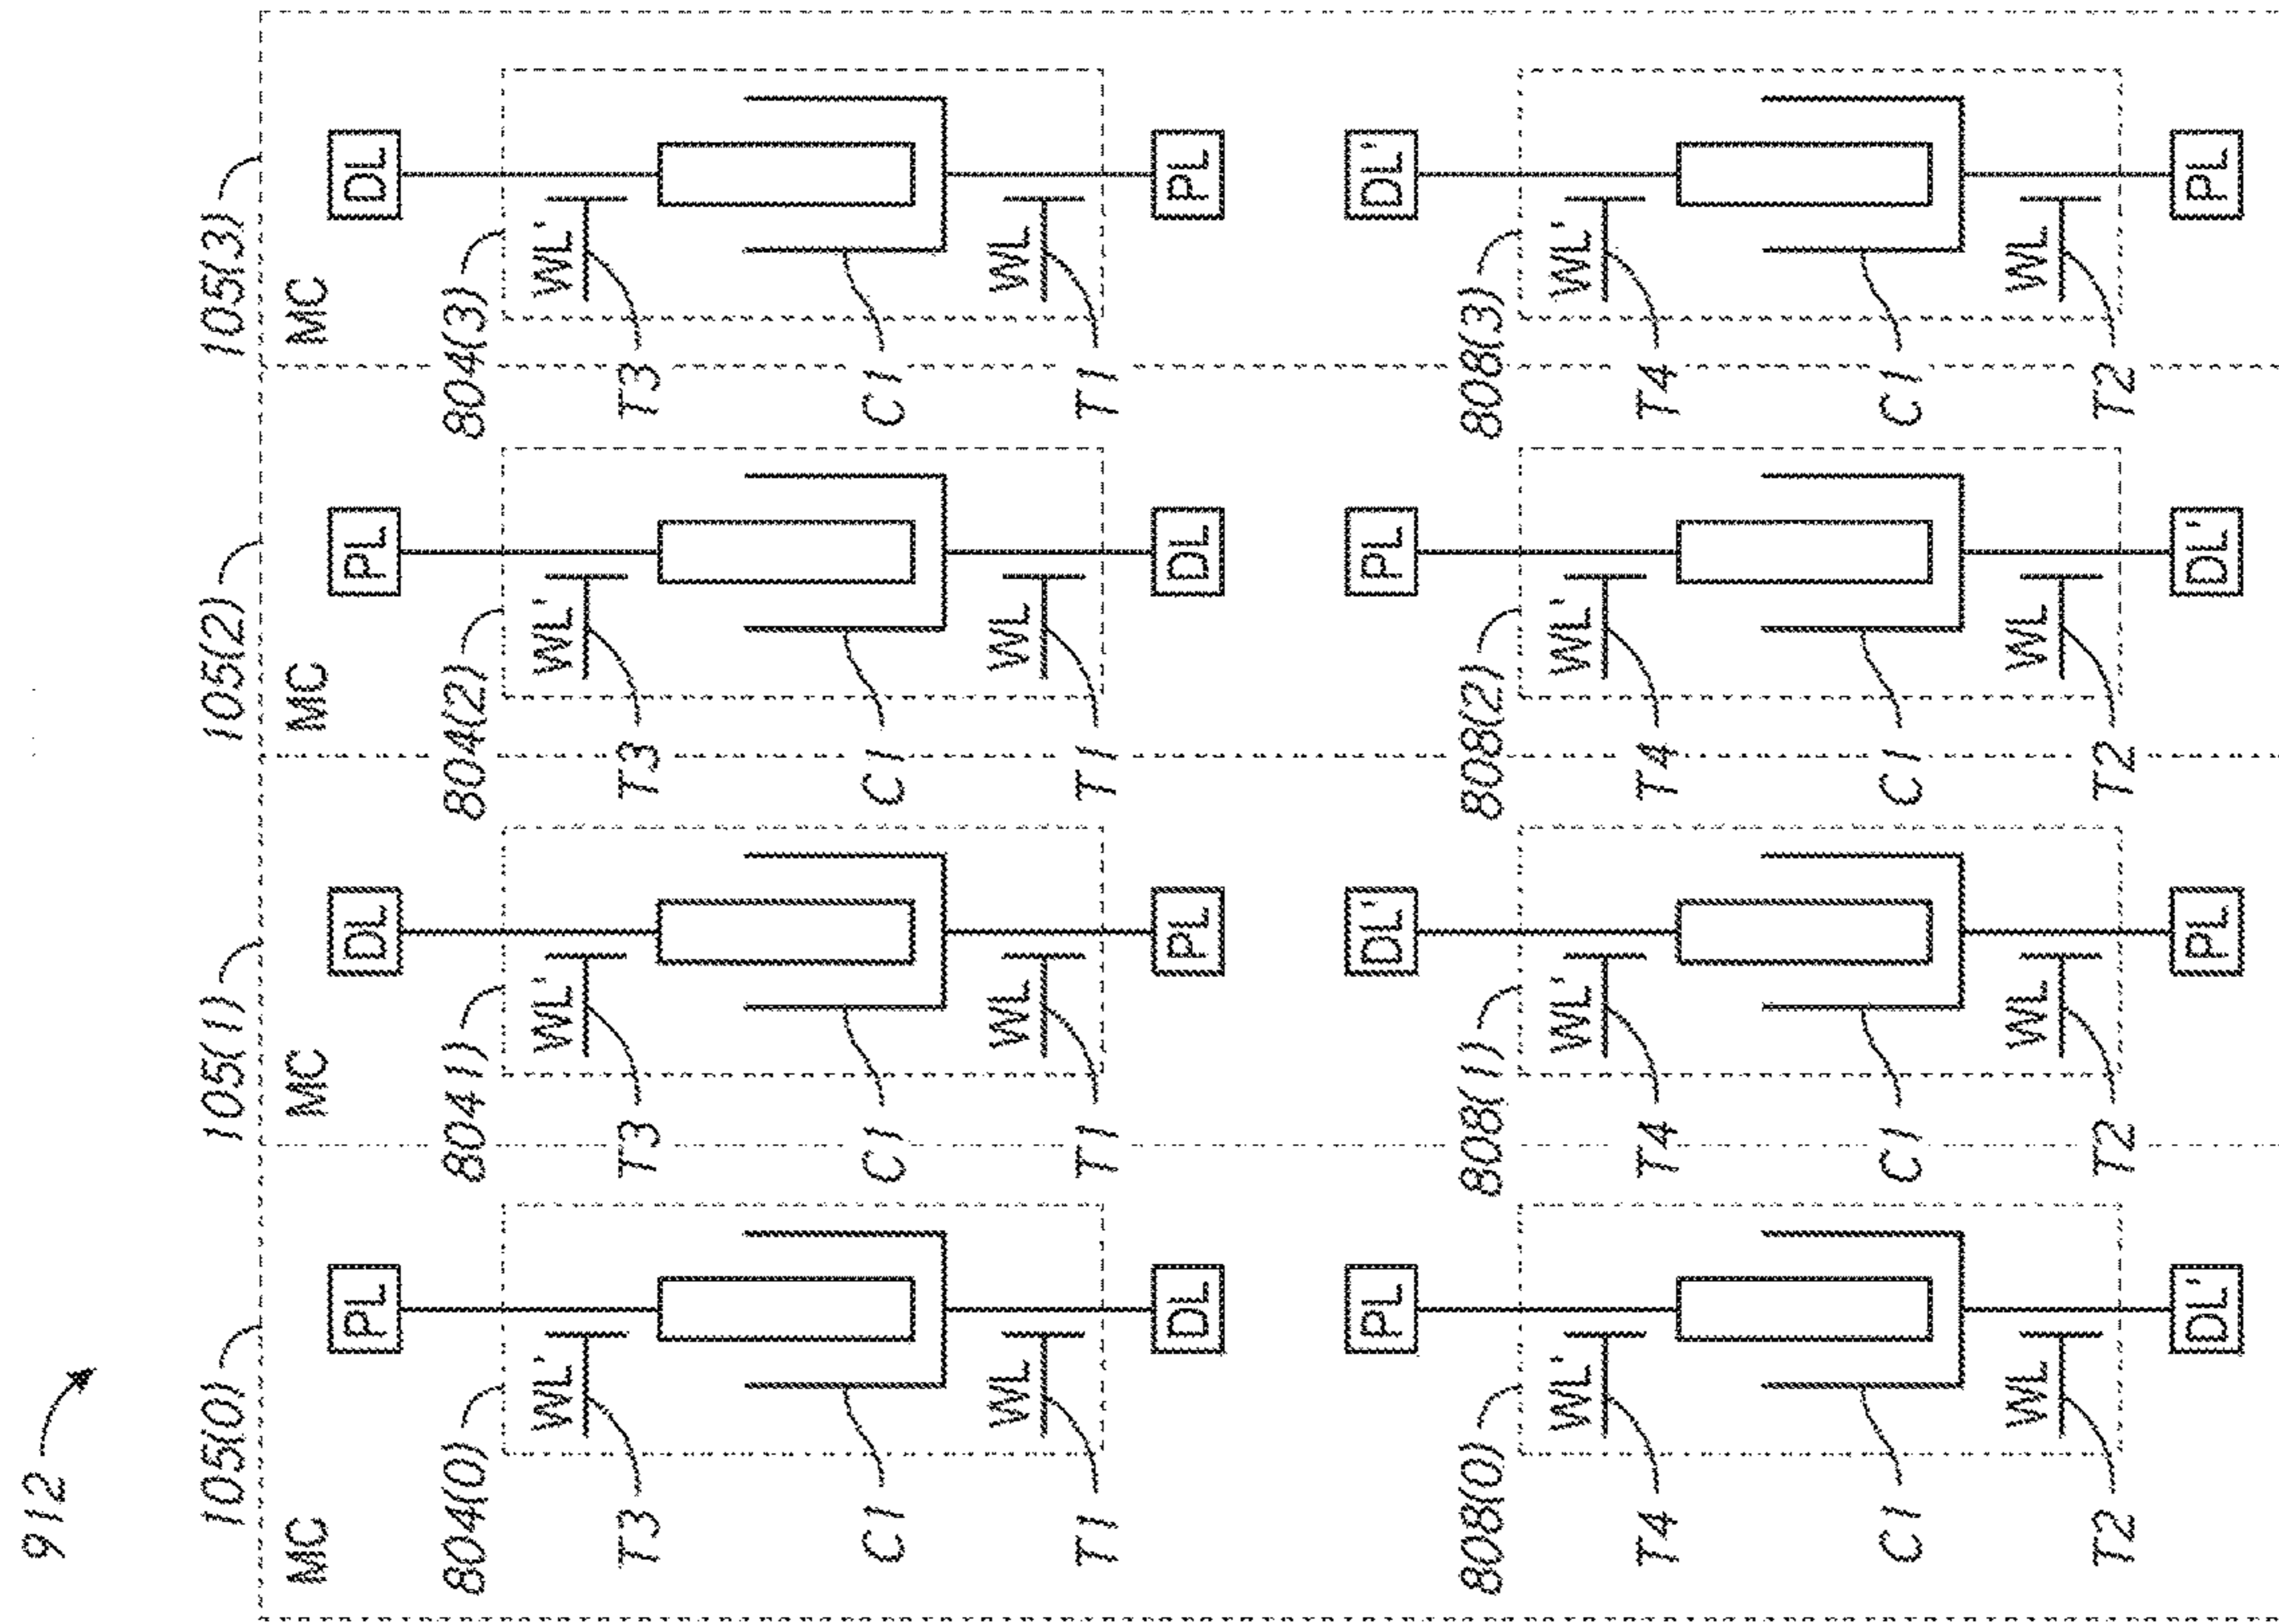 912
105(0) 105(1) 105(2) 105(3)
MC MC MC MC
PL DL PL DL
804(0) 8041) 804(2) 804(3)
WL' WL' WL' WL'
T3 T3 T3 T3
C1 C1 C1 C1
WL WL WL WL
T1 T1 T1 T1
DL PL DL PL
PL DL' PL DL'
808(0) 808(1) 808(2) 808(3)
WL' WL' WL' WL'
T4 T4 T4 T4
C1 C1 C1 C1
WL WL WL WL
T2 T2 T2 T2
DL' PL DL' PL